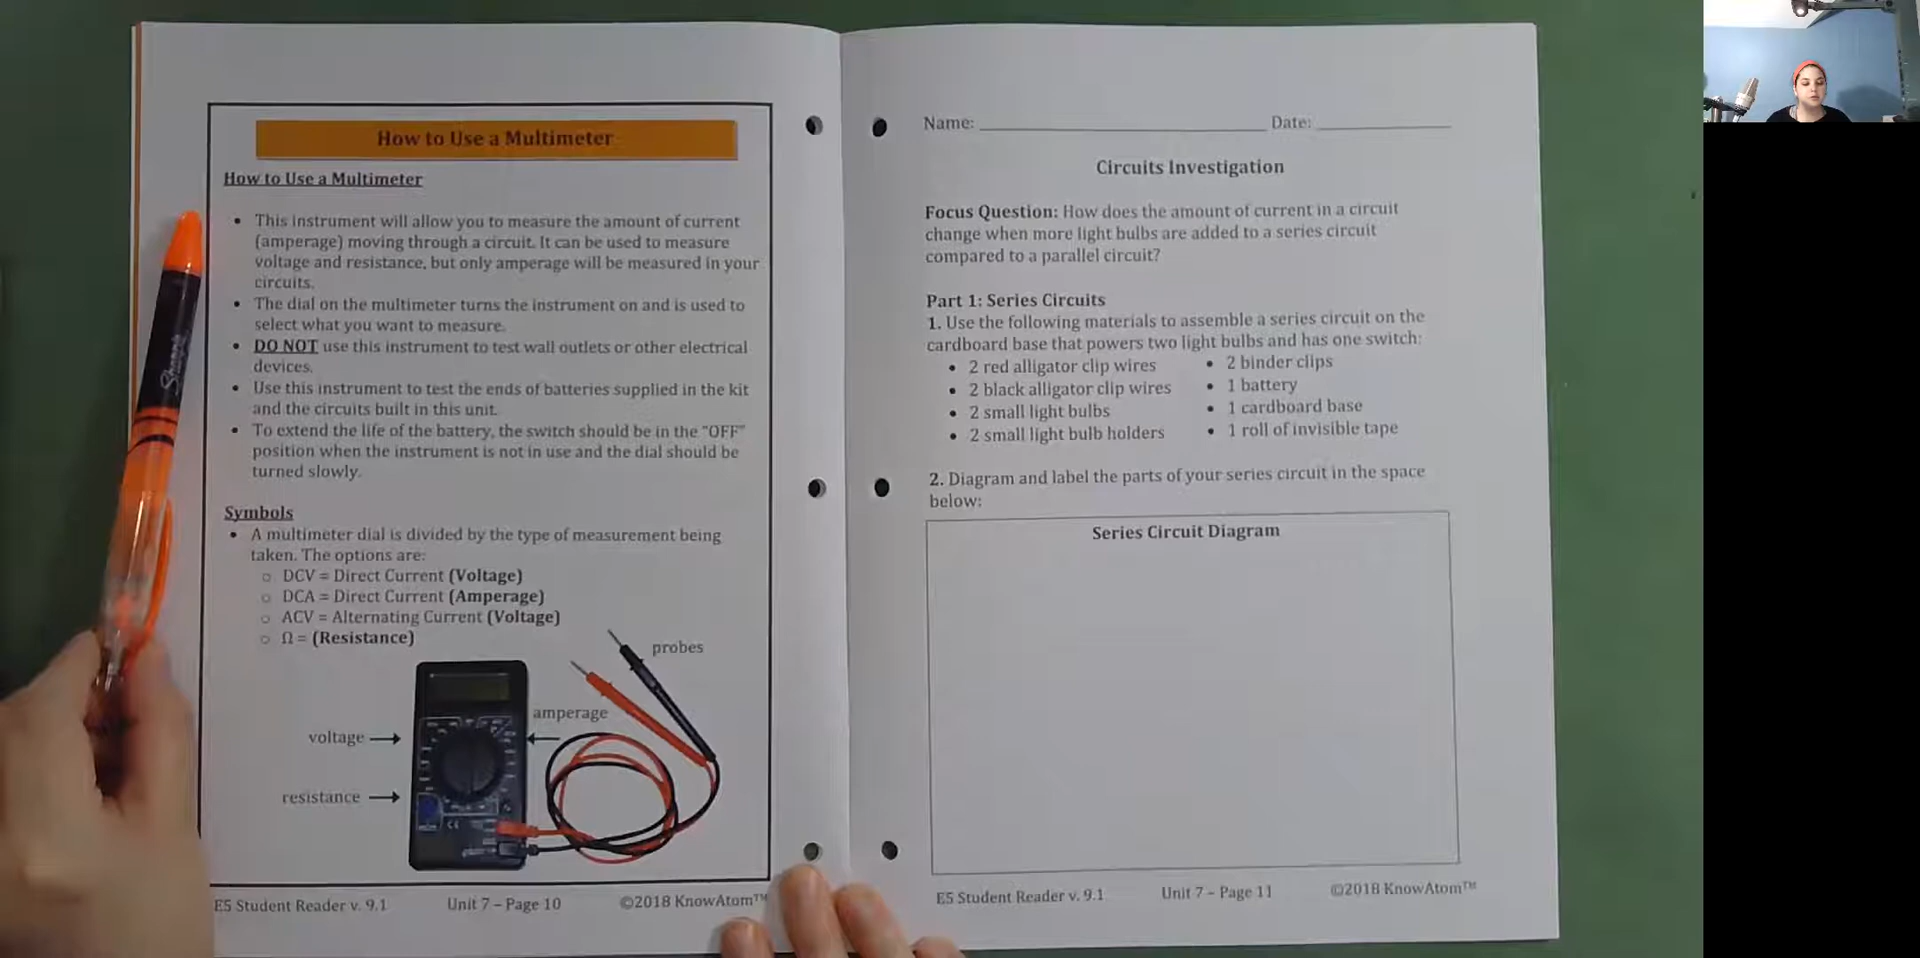 How to Use a Multimeter
How to Use a Multimeter
• This instrument will allow you to measure the amount of current
(amperage) moving through a circuit. It can be used to measure
voltage and resistance, but only amperage will be measured in your
circuits.
• The dial on the multimeter turns the instrument on and is used to
select what you want to measure.
• DO NOT use this instrument to test wall outlets or other electrical
devices.
• Use this instrument to test the ends of batteries supplied in the kit
and the circuits built in this unit.
• To extend the life of the battery, the switch should be in the "OFF"
position when the instrument is not in use and the dial should be
turned slowly.
Symbols
• A multimeter dial is divided by the type of measurement being
taken. The options are:
o DCV = Direct Current (Voltage)
o DCA = Direct Current (Amperage)
o ACV = Alternating Current (Voltage)
o Ω = (Resistance)
probes
amperage
voltage
resistance
E5 Student Reader v. 9.1 Unit 7 – Page 10 ©2018 KnowAtom™
Name: Date:
Circuits Investigation
Focus Question: How does the amount of current in a circuit
change when more light bulbs are added to a series circuit
compared to a parallel circuit?
Part 1: Series Circuits
1. Use the following materials to assemble a series circuit on the
cardboard base that powers two light bulbs and has one switch:
• 2 red alligator clip wires
• 2 black alligator clip wires
• 2 small light bulbs
• 2 small light bulb holders
• 2 binder clips
• 1 battery
• 1 cardboard base
• 1 roll of invisible tape
2. Diagram and label the parts of your series circuit in the space
below:
Series Circuit Diagram
E5 Student Reader v. 9.1 Unit 7 – Page 11 ©2018 KnowAtom™
Sharpie